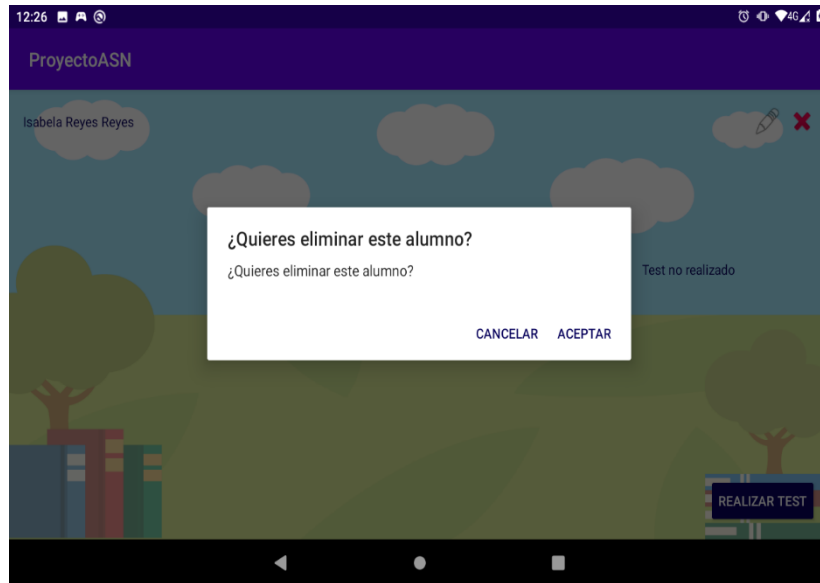 12:26
4G
ProyectoASN
Isabela Reyes Reyes
¿Quieres eliminar este alumno?
¿Quieres eliminar este alumno?
Test no realizado
CANCELAR ACEPTAR
REALIZAR TEST